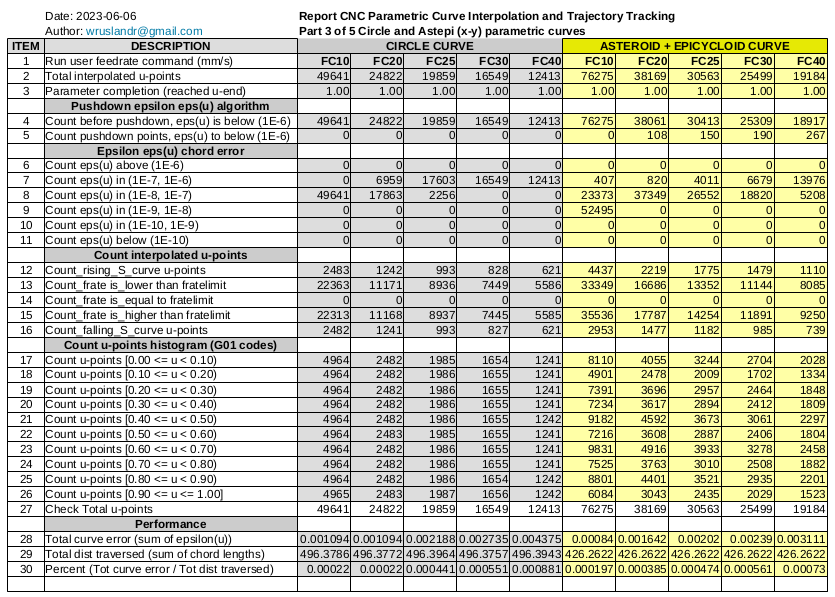 Date: 2023-06-06 Report CNC Parametric Curve Interpolation and Trajectory Tracking
Author: wruslandr@gmail.com Part 3 of 5 Circle and Astepi (x-y) parametric curves
ITEM DESCRIPTION CIRCLE CURVE ASTEROID + EPICYCLOID CURVE
1 Run user feedrate command (mm/s) FC10 FC20 FC25 FC30 FC40 FC10 FC20 FC25 FC30 FC40
2 Total interpolated u-points 49641 24822 19859 16549 12413 76275 38169 30563 25499 19184
3 Parameter completion (reached u-end) 1.00 1.00 1.00 1.00 1.00 1.00 1.00 1.00 1.00 1.00
Pushdown epsilon eps(u) algorithm
4 Count before pushdown, eps(u) is below (1E-6) 49641 24822 19859 16549 12413 76275 38061 30413 25309 18917
5 Count pushdown points, eps(u) to below (1E-6) 0 0 0 0 0 0 108 150 190 267
Epsilon eps(u) chord error
6 Count eps(u) above (1E-6) 0 0 0 0 0 0 0 0 0 0
7 Count eps(u) in (1E-7, 1E-6) 0 6959 17603 16549 12413 407 820 4011 6679 13976
8 Count eps(u) in (1E-8, 1E-7) 49641 17863 2256 0 0 23373 37349 26552 18820 5208
9 Count eps(u) in (1E-9, 1E-8) 0 0 0 0 0 52495 0 0 0 0
10 Count eps(u) in (1E-10, 1E-9) 0 0 0 0 0 0 0 0 0 0
11 Count eps(u) below (1E-10) 0 0 0 0 0 0 0 0 0 0
Count interpolated u-points
12 Count_rising_S_curve u-points 2483 1242 993 828 621 4437 2219 1775 1479 1110
13 Count_frate is_lower than fratelimit 22363 11171 8936 7449 5586 33349 16686 13352 11144 8085
14 Count_frate is_equal to fratelimit 0 0 0 0 0 0 0 0 0 0
15 Count_frate is_higher than fratelimit 22313 11168 8937 7445 5585 35536 17787 14254 11891 9250
16 Count_falling_S_curve u-points 2482 1241 993 827 621 2953 1477 1182 985 739
Count u-points histogram (G01 codes)
17 Count u-points [0.00 <= u < 0.10) 4964 2482 1985 1654 1241 8110 4055 3244 2704 2028
18 Count u-points [0.10 <= u < 0.20) 4964 2482 1986 1655 1241 4901 2478 2009 1702 1334
19 Count u-points [0.20 <= u < 0.30) 4964 2482 1986 1655 1241 7391 3696 2957 2464 1848
20 Count u-points [0.30 <= u < 0.40) 4964 2482 1986 1655 1242 7234 3617 2894 2412 1809
21 Count u-points [0.40 <= u < 0.50) 4964 2482 1986 1655 1241 9182 4592 3673 3061 2297
22 Count u-points [0.50 <= u < 0.60) 4964 2483 1985 1655 1241 7216 3608 2887 2406 1804
23 Count u-points [0.60 <= u < 0.70) 4964 2482 1986 1655 1241 9831 4916 3933 3278 2458
24 Count u-points [0.70 <= u < 0.80) 4964 2482 1986 1655 1241 7525 3763 3010 2508 1882
25 Count u-points [0.80 <= u < 0.90) 4964 2482 1986 1654 1242 8801 4401 3521 2935 2201
26 Count u-points [0.90 <= u <= 1.00] 4965 2483 1987 1656 1242 6084 3043 2435 2029 1523
27 Check Total u-points 49641 24822 19859 16549 12413 76275 38169 30563 25499 19184
Performance
28 Total curve error (sum of epsilon(u)) 0.001094 0.001094 0.002188 0.002735 0.004375 0.00084 0.001642 0.00202 0.00239 0.003111
29 Total dist traversed (sum of chord lengths) 496.3786 496.3772 496.3964 496.3757 496.3943 426.2622 426.2622 426.2622 426.2622 426.2622
30 Percent (Tot curve error / Tot dist traversed) 0.00022 0.00022 0.000441 0.000551 0.000881 0.000197 0.000385 0.000474 0.000561 0.00073